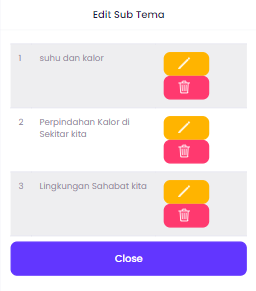 Edit Sub Tema
1 suhu dan kalor
2 Perpindahan Kalor di
Sekitar kita
3 Lingkungan Sahabat kita
Close